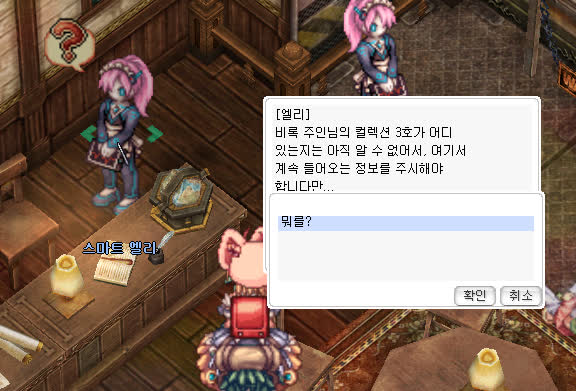 [엘리]
비록 주인님의 컬렉션 3호가 어디
있는지는 아직 알 수 없어서, 여기서
계속 들어오는 정보를 주시해야
합니다만...
뭐를?
스마트 엘리
확인
취소